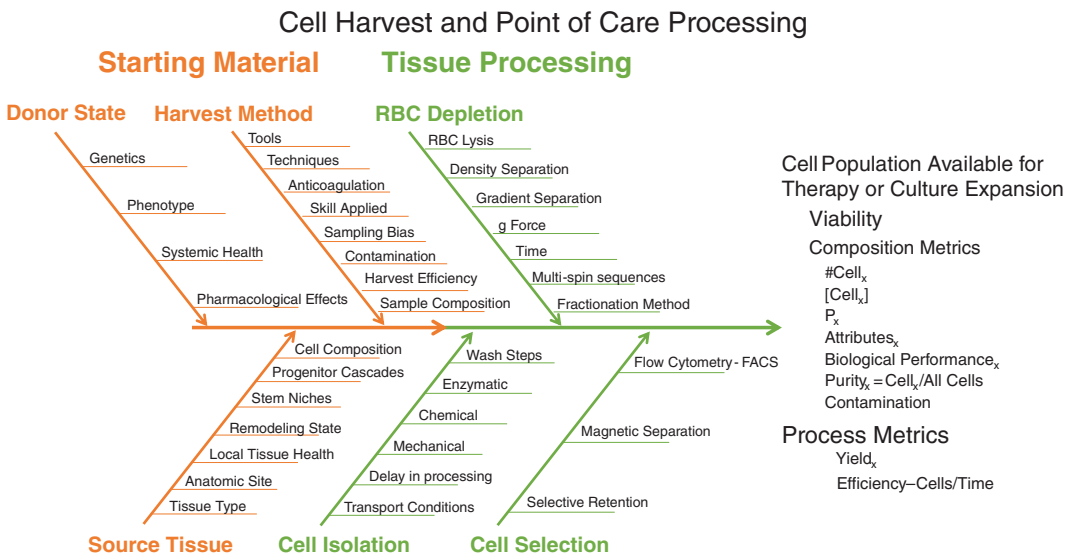 Cell Harvest and Point of Care Processing
Starting Material
Tissue Processing
Donor State
Harvest Method
RBC Depletion
Genetics
Phenotype
Systemic Health
Pharmacological Effects
Tools
Techniques
Anticoagulation
Skill Applied
Sampling Bias
Contamination
Harvest Efficiency
Sample Composition
RBC Lysis
Density Separation
Gradient Separation
g Force
Time
Multi-spin sequences
Fractionation Method
Cell Composition
Progenitor Cascades
Stem Niches
Remodeling State
Local Tissue Health
Anatomic Site
Tissue Type
Source Tissue
Wash Steps
Enzymatic
Chemical
Mechanical
Delay in processing
Transport Conditions
Cell Isolation
Flow Cytometry - FACS
Magnetic Separation
Selective Retention
Cell Selection
Cell Population Available for
Therapy or Culture Expansion
Viability
Composition Metrics
#Cellₓ
[Cellₓ]
Pₓ
Attributesₓ
Biological Performanceₓ
Purityₓ = Cellₓ/All Cells
Contamination
Process Metrics
Yieldₓ
Efficiency–Cells/Time